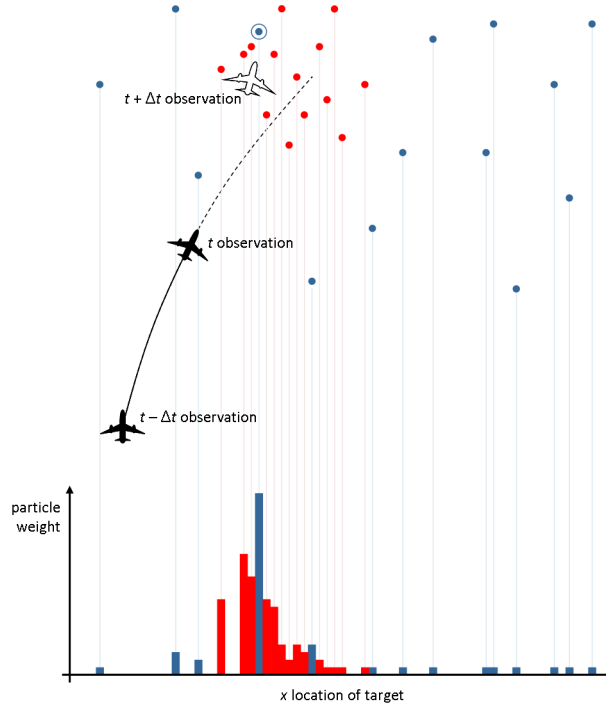 t + Δt observation
t observation
t − Δt observation
particle
weight
x location of target